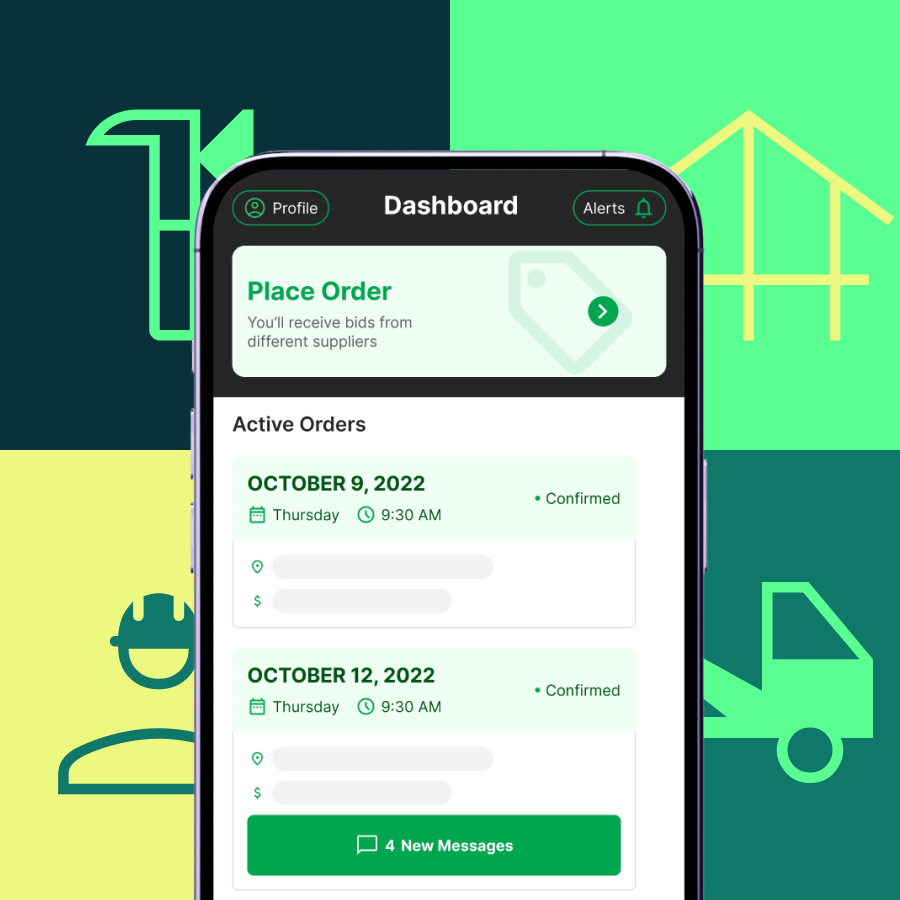 Profile
Dashboard
Alerts
Place Order
You’ll receive bids from
different suppliers
Active Orders
OCTOBER 9, 2022
• Confirmed
Thursday
9:30 AM
$
OCTOBER 12, 2022
• Confirmed
Thursday
9:30 AM
$
4 New Messages